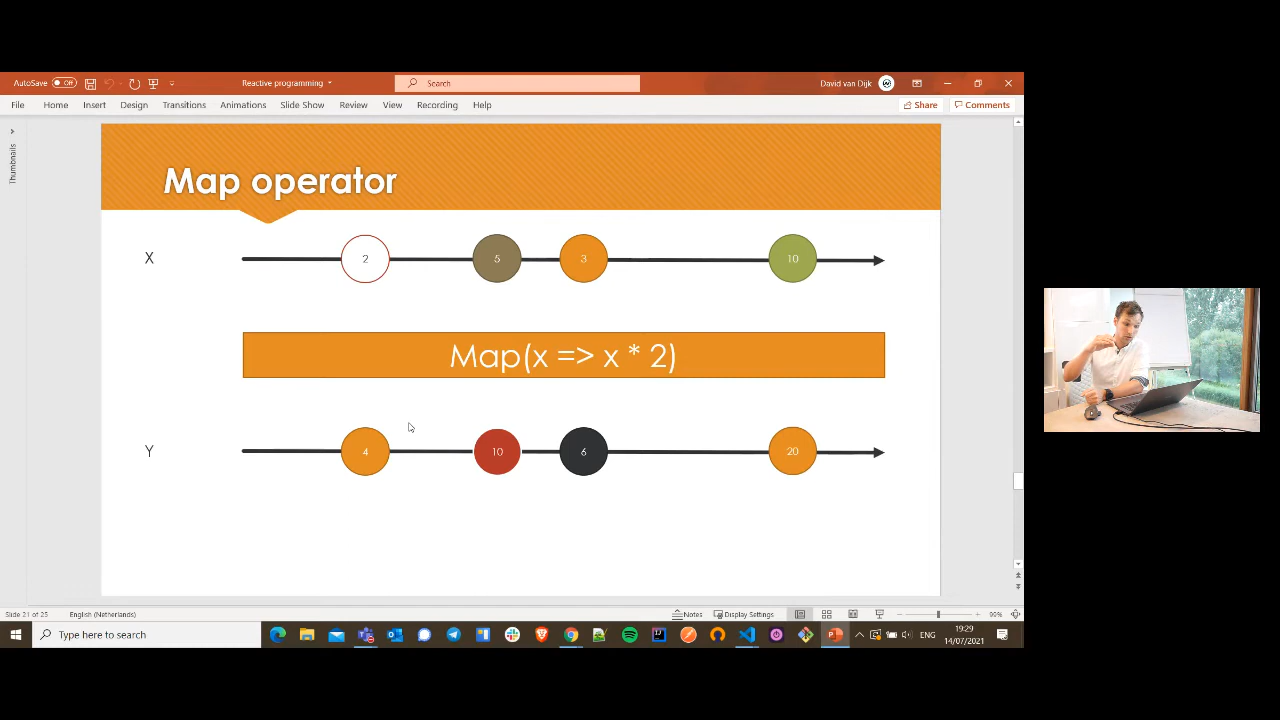 AutoSave Off
Reactive programming
Search
David van Dijk
File Home Insert Design Transitions Animations Slide Show Review View Recording Help
Share Comments
Thumbnails
Map operator
X
2 5 3 10
Map(x => x * 2)
Y
4 10 6 20
Slide 21 of 25 English (Netherlands)
Notes Display Settings 99%
Type here to search
ENG
19:29
14/07/2021